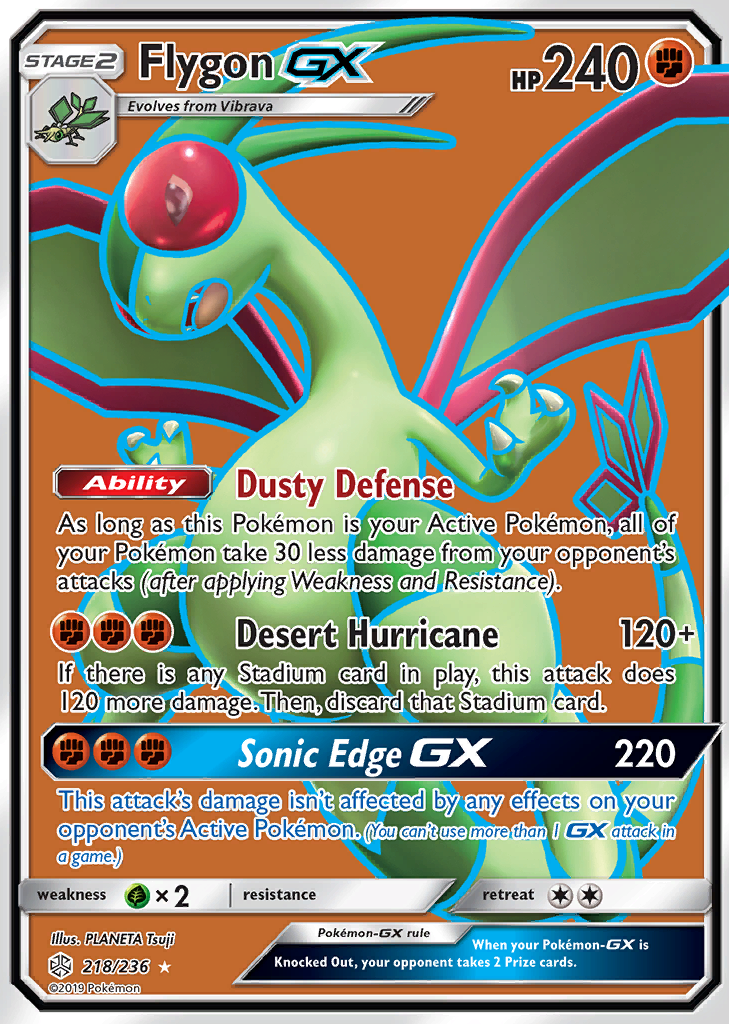 STAGE2 Flygon GX HP240
Evolves from Vibrava
Ability Dusty Defense
As long as this Pokémon is your Active Pokémon, all of
your Pokémon take 30 less damage from your opponent's
attacks (after applying Weakness and Resistance).
Desert Hurricane 120+
If there is any Stadium card in play, this attack does
120 more damage. Then, discard that Stadium card.
Sonic Edge GX 220
This attack's damage isn't affected by any effects on your
opponent's Active Pokémon. (You can't use more than 1 GX attack in
a game.)
weakness ×2 resistance retreat
Illus. PLANETA Tsuji
218/236
©2019 Pokémon
Pokémon-GX rule
When your Pokémon-GX is
Knocked Out, your opponent takes 2 Prize cards.